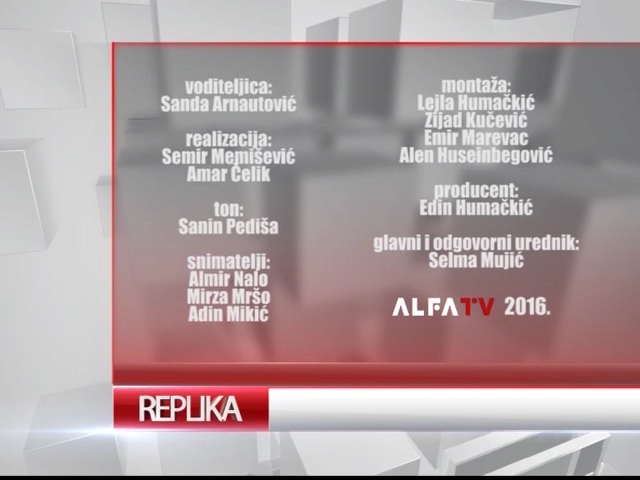 voditeljica:
Sanda Arnautović
realizacija:
Semir Memišević
Amar Čelik
ton:
Sanin Pediša
snimatelji:
Almir Nalo
Mirza Mršo
Adin Mikić
montaža:
Lejla Humačkić
Zijad Kučević
Emir Marevac
Alen Huseinbegović
producent:
Edin Humačkić
glavni i odgovorni urednik:
Selma Mujić
ALFA TV 2016.
REPLIKA